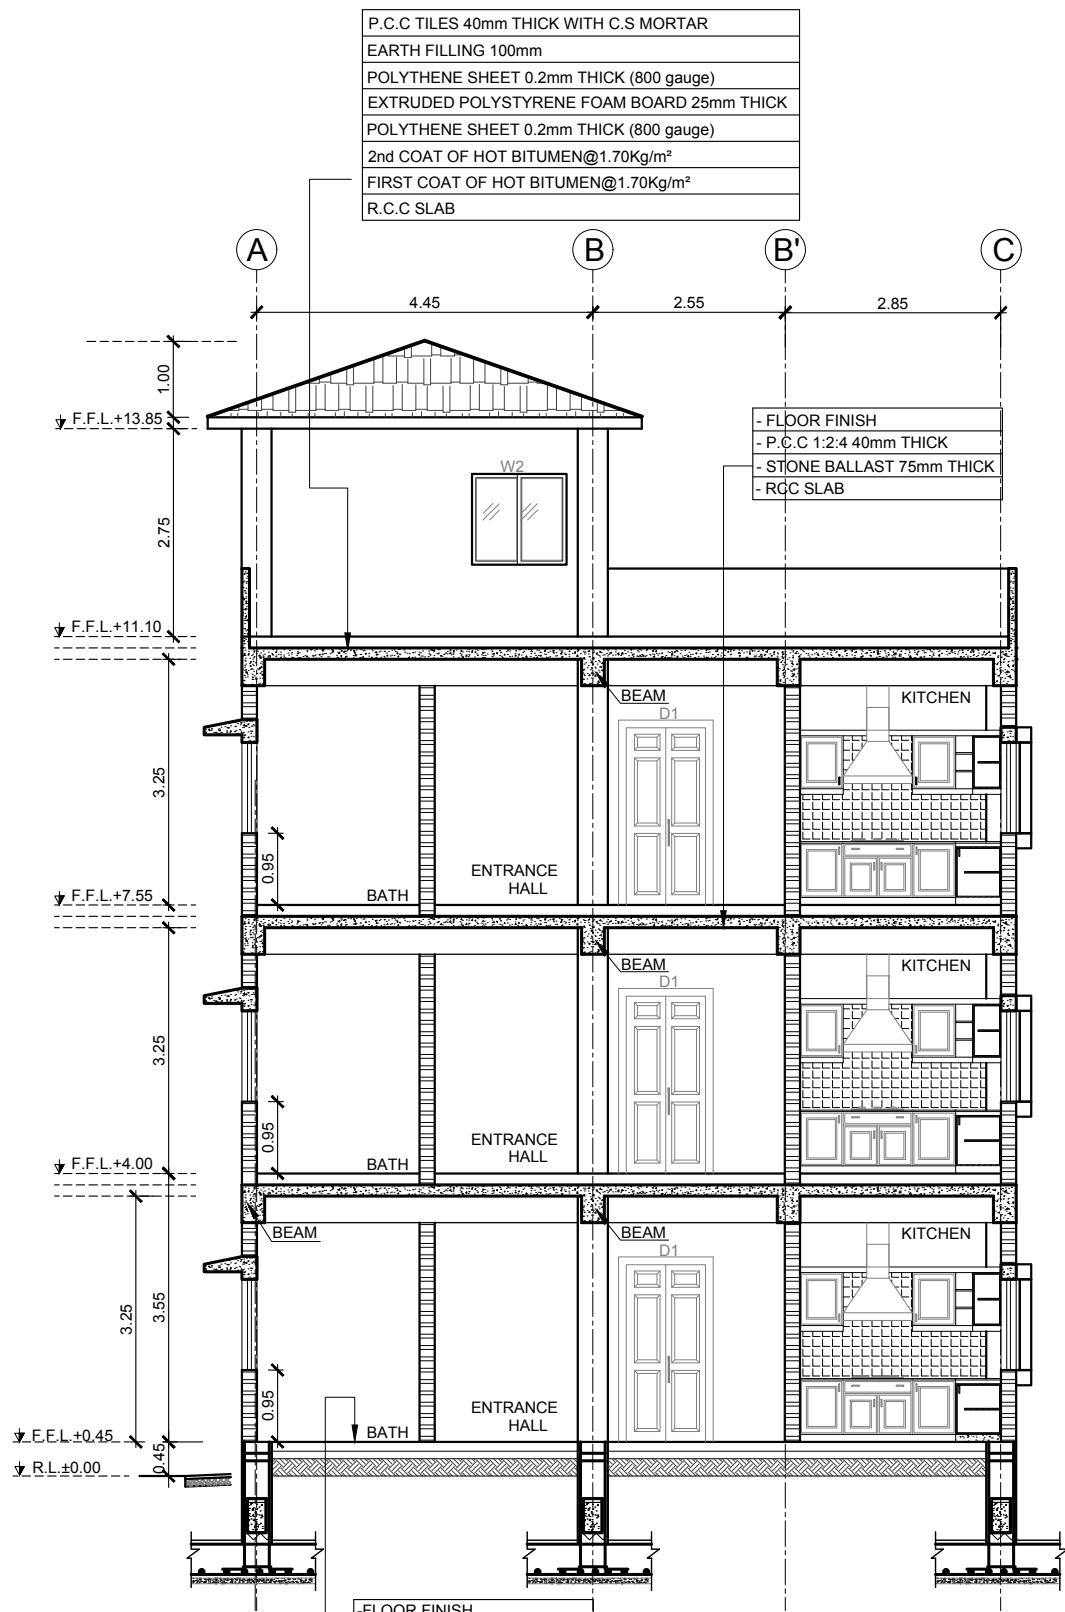 P.C.C TILES 40mm THICK WITH C.S MORTAR
EARTH FILLING 100mm
POLYTHENE SHEET 0.2mm THICK (800 gauge)
EXTRUDED POLYSTYRENE FOAM BOARD 25mm THICK
POLYTHENE SHEET 0.2mm THICK (800 gauge)
2nd COAT OF HOT BITUMEN@1.70Kg/m²
FIRST COAT OF HOT BITUMEN@1.70Kg/m²
R.C.C SLAB
A
B
B'
C
4.45
2.55
2.85
1.00
F.F.L.+13.85
- FLOOR FINISH
- P.C.C 1:2:4 40mm THICK
- STONE BALLAST 75mm THICK
- RCC SLAB
W2
2.75
F.F.L.+11.10
BEAM
KITCHEN
D1
3.25
0.95
ENTRANCE
HALL
BATH
F.F.L.+7.55
BEAM
KITCHEN
D1
3.25
0.95
ENTRANCE
HALL
BATH
F.F.L.+4.00
BEAM
BEAM
KITCHEN
D1
3.25
3.55
0.95
ENTRANCE
HALL
BATH
F.F.L.±0.45
0.45
R.L.±0.00
-FLOOR FINISH